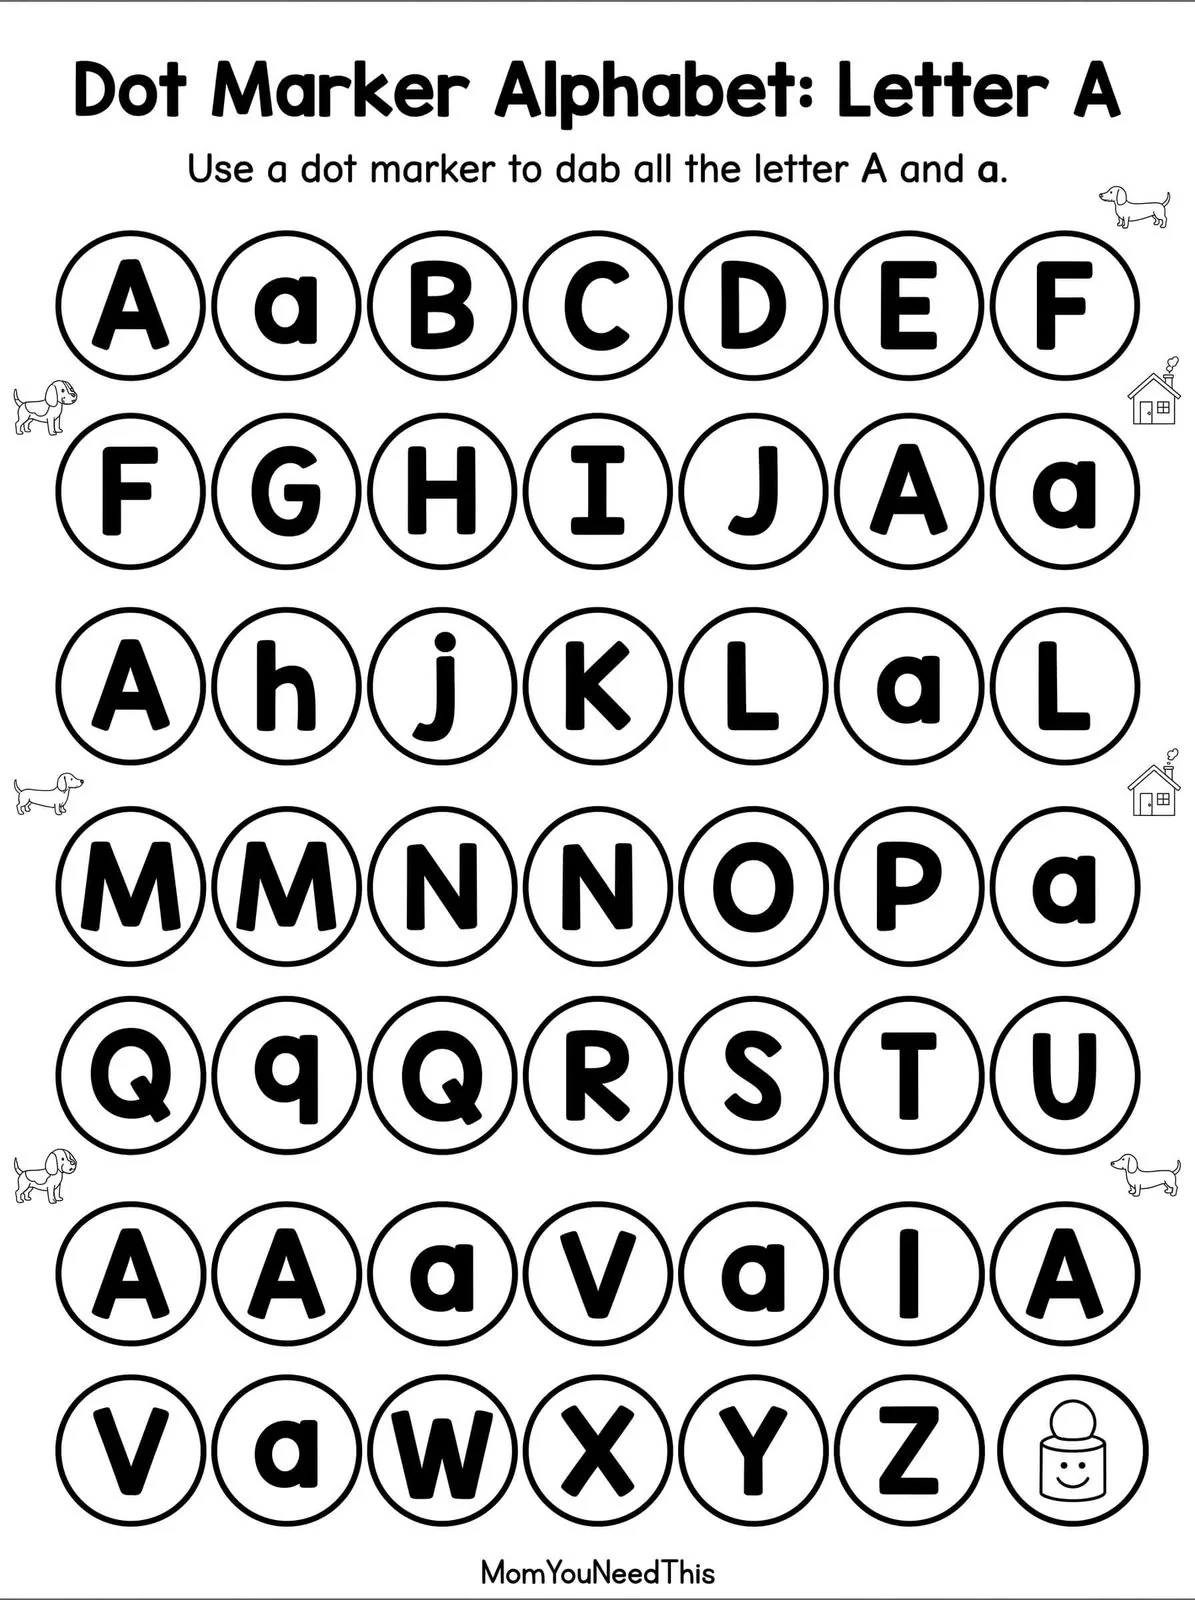 Dot Marker Alphabet: Letter A
Use a dot marker to dab all the letter A and a.
A a B C D E F
F G H I J A a
A h j K L a L
M M N N O P a
Q q Q R S T U
A A a V a I A
V a W X Y Z
MomYouNeedThis